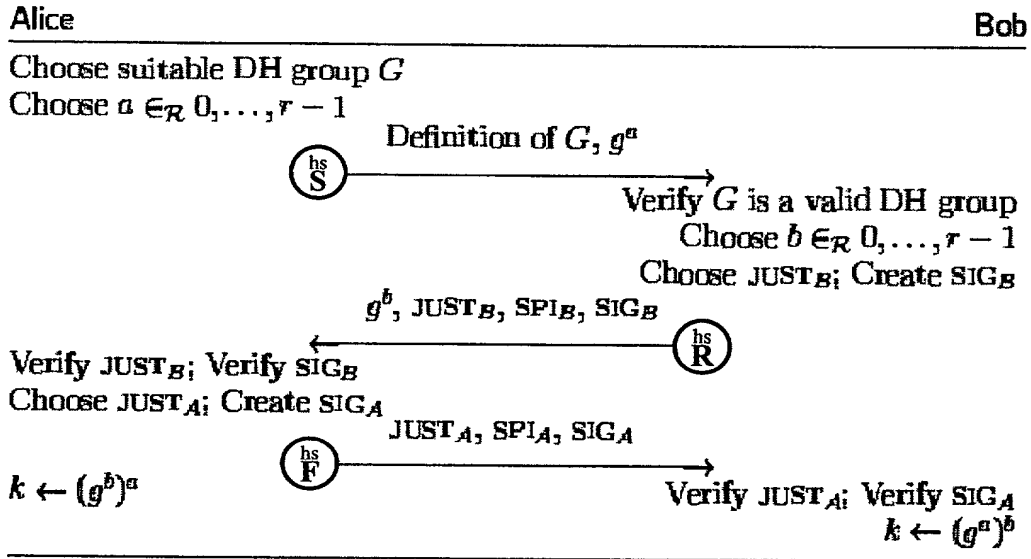 Alice
Bob
Choose suitable DH group G
Choose a ∈_R 0, . . . , r − 1
Definition of G, g^a
hs
S
Verify G is a valid DH group
Choose b ∈_R 0, . . . , r − 1
Choose JUST_B; Create SIG_B
g^b, JUST_B, SPI_B, SIG_B
hs
R
Verify JUST_B; Verify SIG_B
Choose JUST_A; Create SIG_A
JUST_A, SPI_A, SIG_A
hs
F
k ← (g^b)^a
Verify JUST_A; Verify SIG_A
k ← (g^a)^b